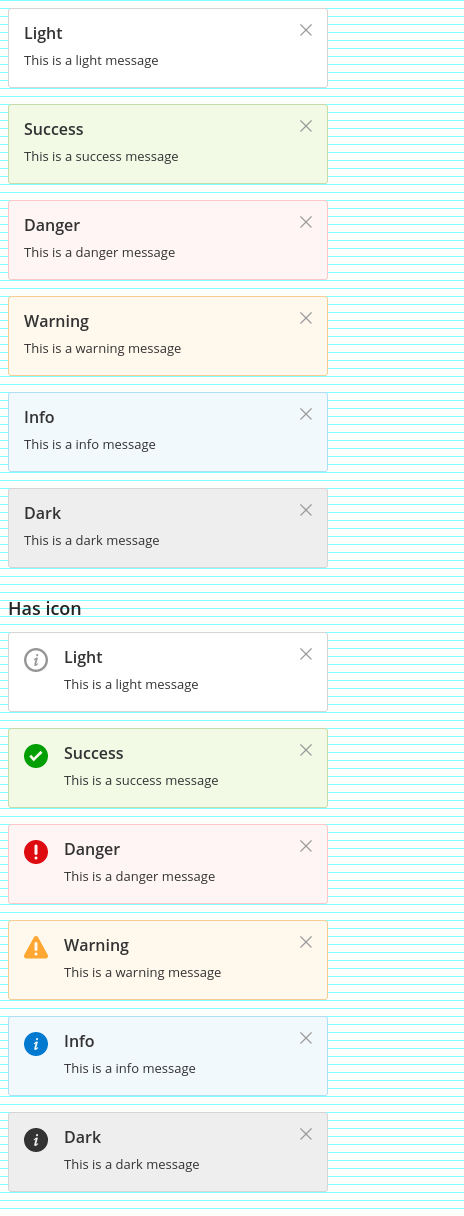 Light
This is a light message
Success
This is a success message
Danger
This is a danger message
Warning
This is a warning message
Info
This is a info message
Dark
This is a dark message
Has icon
Light
This is a light message
Success
This is a success message
Danger
This is a danger message
Warning
This is a warning message
Info
This is a info message
Dark
This is a dark message